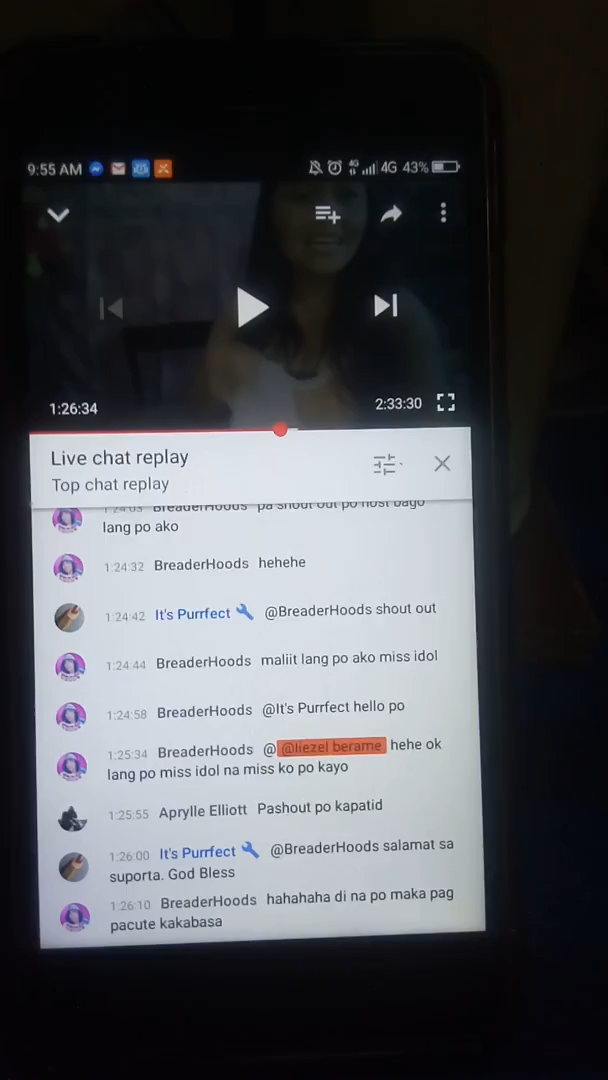 9:55 AM 4G 4G 43%
1:26:34 2:33:30
Live chat replay
Top chat replay
1:24:03 BreaderHoods pa shout out po host bago
lang po ako
1:24:32 BreaderHoods hehehe
1:24:42 It's Purrfect @BreaderHoods shout out
1:24:44 BreaderHoods maliit lang po ako miss idol
1:24:58 BreaderHoods @It's Purrfect hello po
1:25:34 BreaderHoods @ @liezel berame hehe ok
lang po miss idol na miss ko po kayo
1:25:55 Aprylle Elliott Pashout po kapatid
1:26:00 It's Purrfect @BreaderHoods salamat sa
suporta. God Bless
1:26:10 BreaderHoods hahahaha di na po maka pag
pacute kakabasa